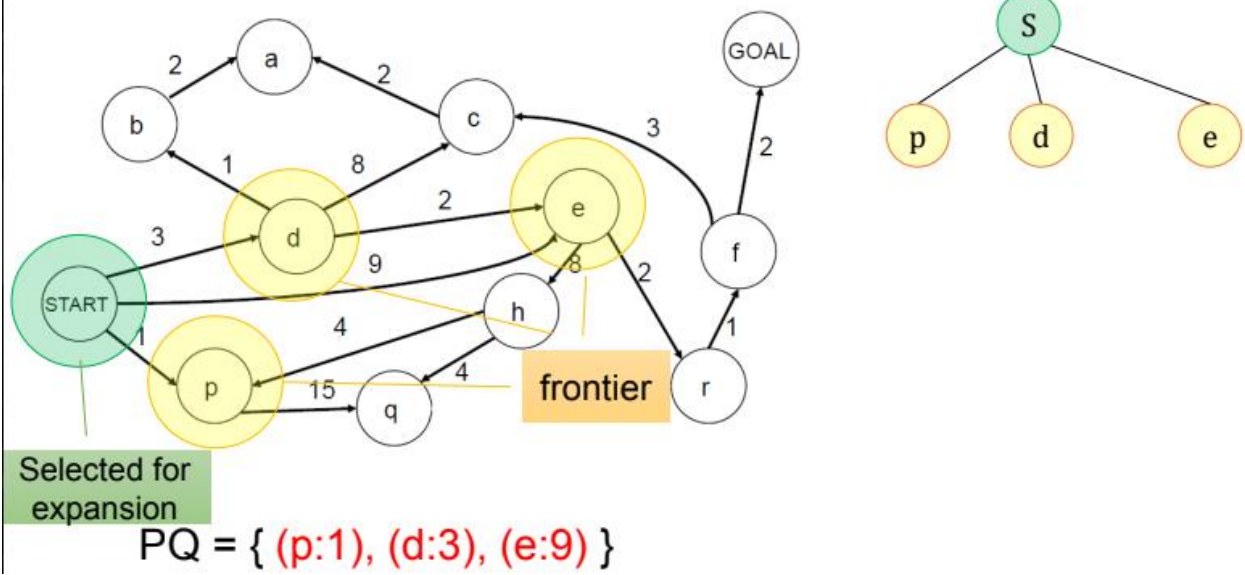 GOAL
S
a
2
2
b
c
3
p
d
e
2
1
8
2
e
3
d
f
9
8
2
START
h
1
4
1
frontier
p
15
4
r
q
Selected for
expansion
PQ = { (p:1), (d:3), (e:9) }